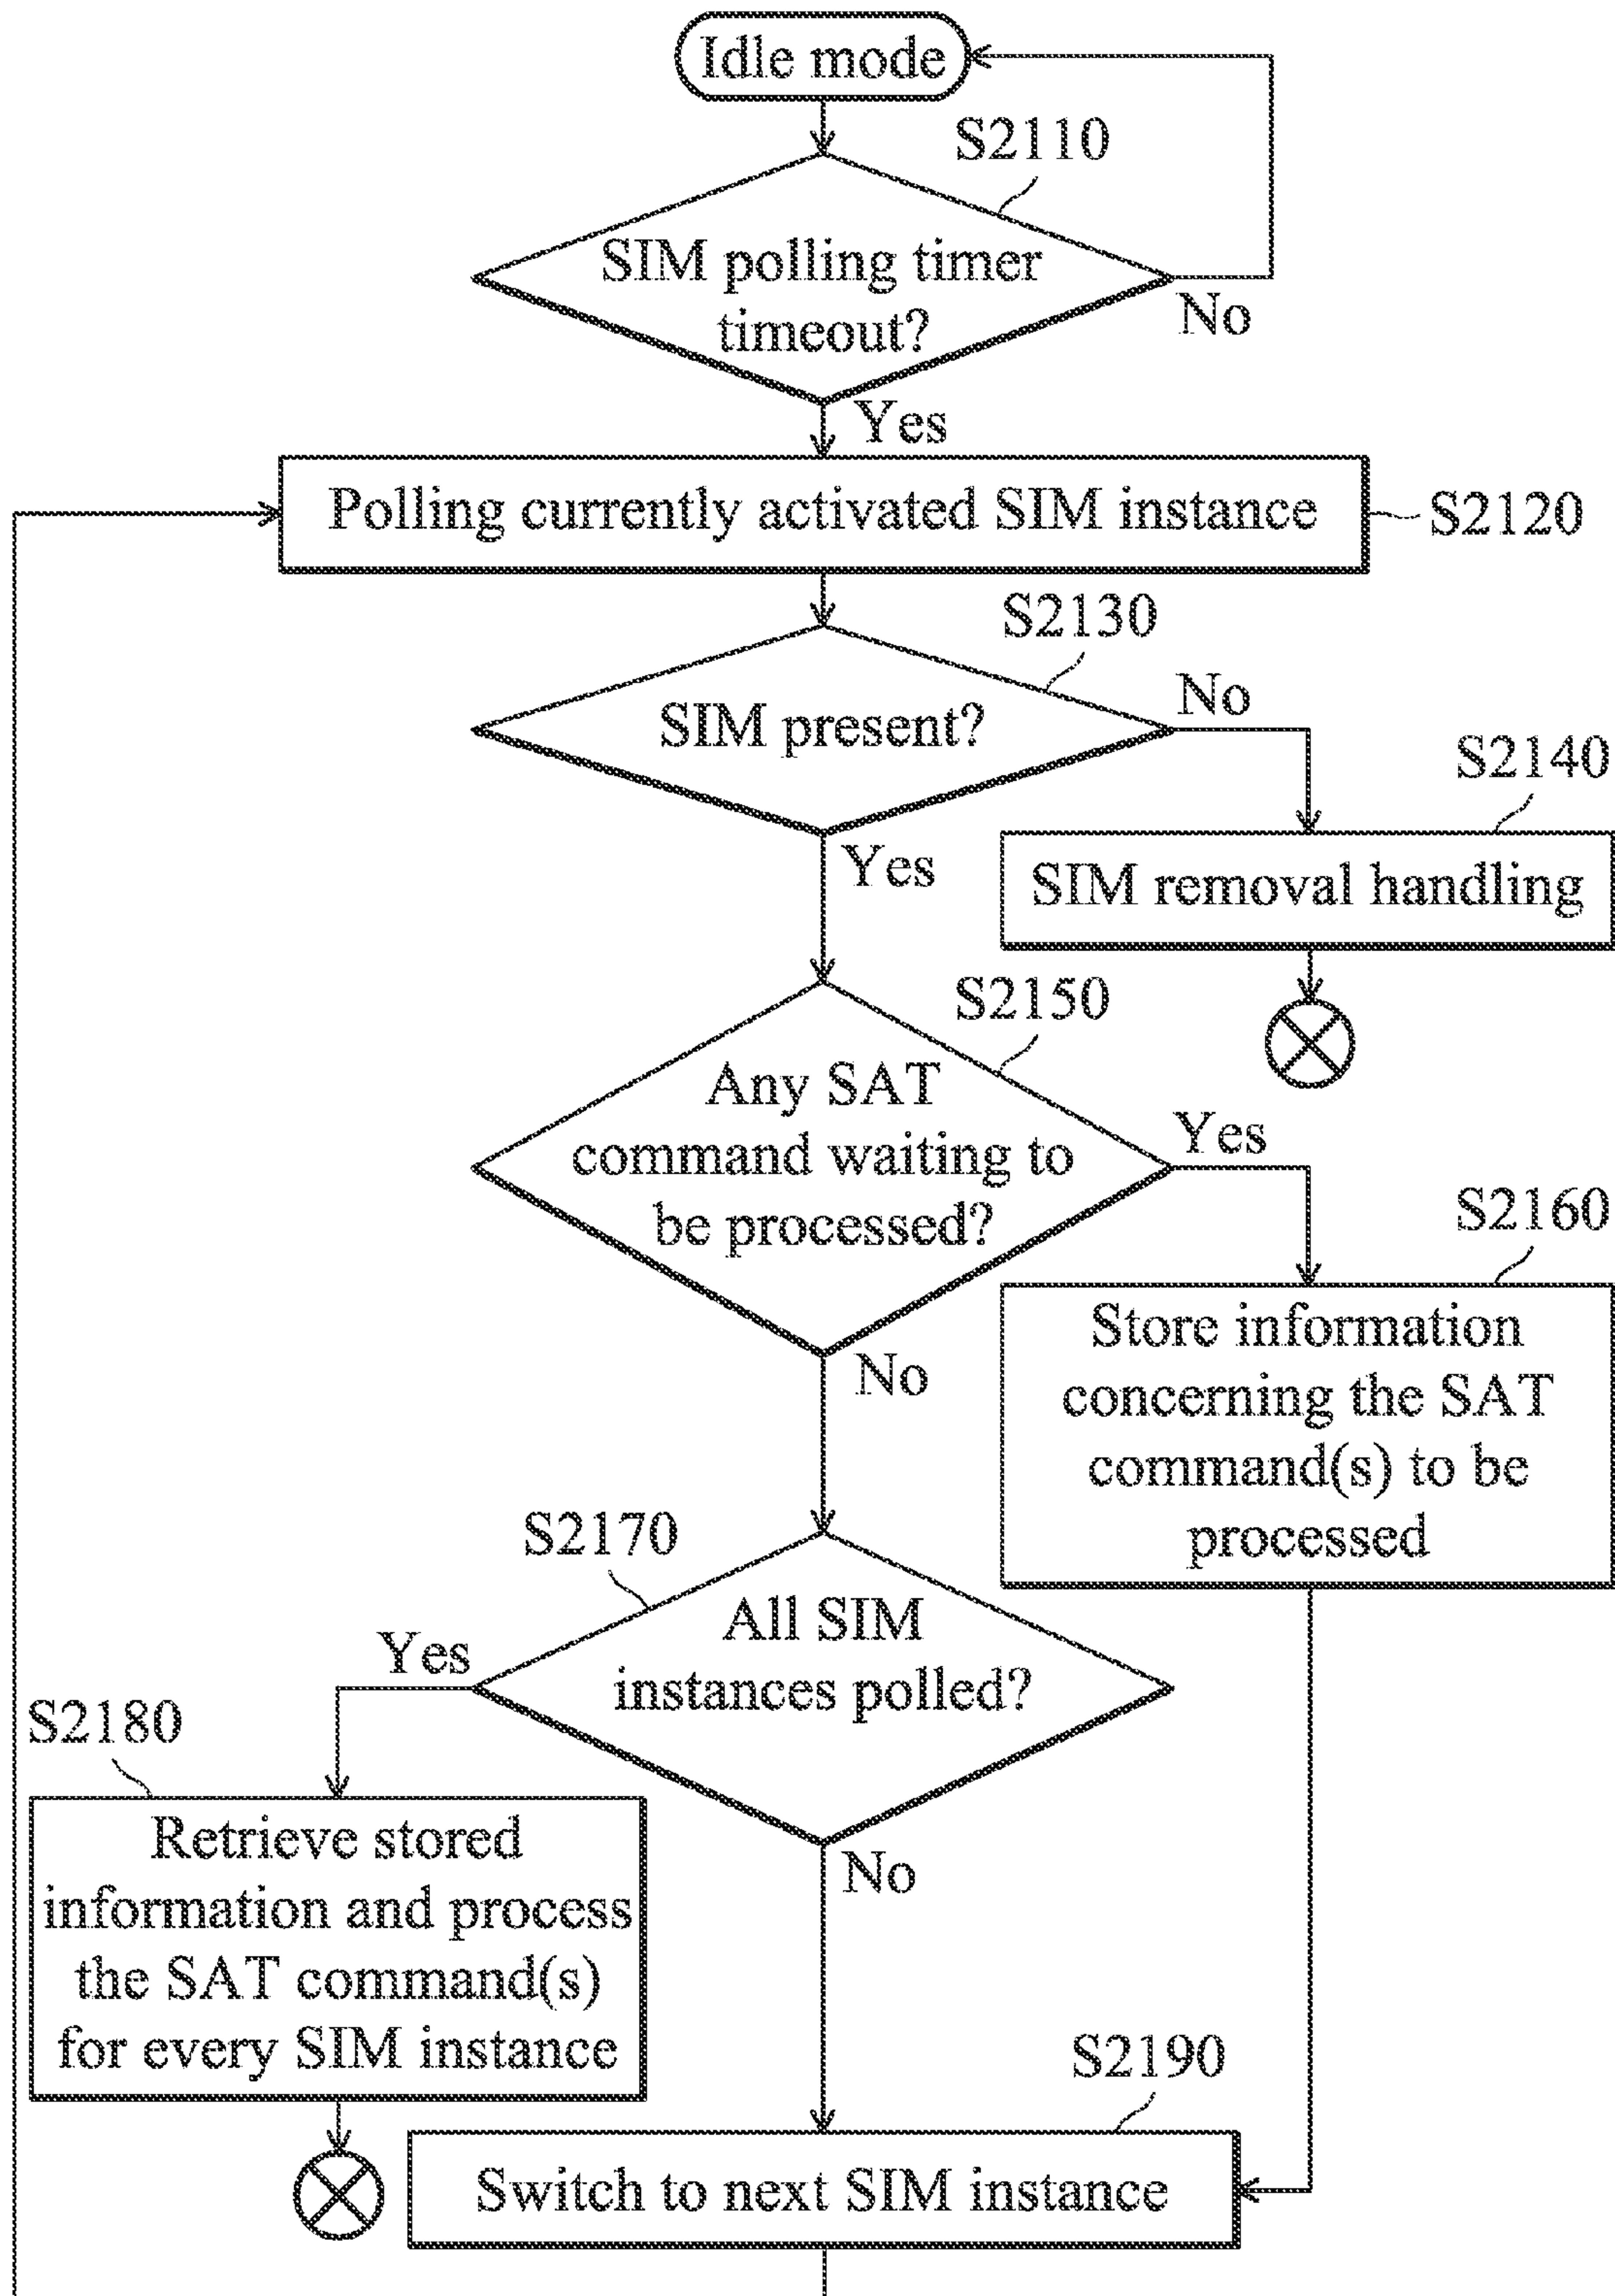 Idle mode
S2110
SIM polling timer
timeout?
No
Yes
Polling currently activated SIM instance
S2120
S2130
SIM present?
No
S2140
Yes
SIM removal handling
S2150
Any SAT
command waiting to
be processed?
Yes
S2160
Store information
concerning the SAT
command(s) to be
processed
No
S2170
All SIM
instances polled?
Yes
S2180
Retrieve stored
information and process
the SAT command(s)
for every SIM instance
No
S2190
Switch to next SIM instance